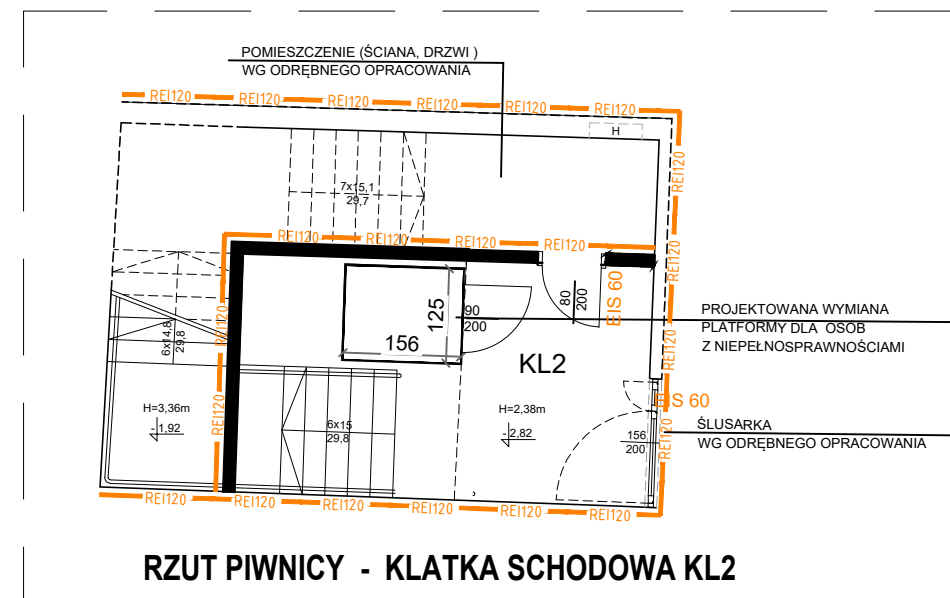 POMIESZCZENIE (ŚCIANA, DRZWI )
WG ODRĘBNEGO OPRACOWANIA
REI120
REI120
REI120
REI120
REI120
REI120
H
REI120
7x15,1
29,7
REI120
REI120
REI120
REI120
REI120
80
200
EIS 60
6x14,8
29,8
REI120
125
90
200
156
PROJEKTOWANA WYMIANA
PLATFORMY DLA OSÓB
Z NIEPEŁNOSPRAWNOŚCIAMI
REI120
KL2
EIS 60
H=3,36m
- 1,92
REI120
6x15
29,8
H=2,38m
- 2,82
156
200
REI120
ŚLUSARKA
WG ODRĘBNEGO OPRACOWANIA
REI120
REI120
REI120
REI120
REI120
REI120
RZUT PIWNICY - KLATKA SCHODOWA KL2